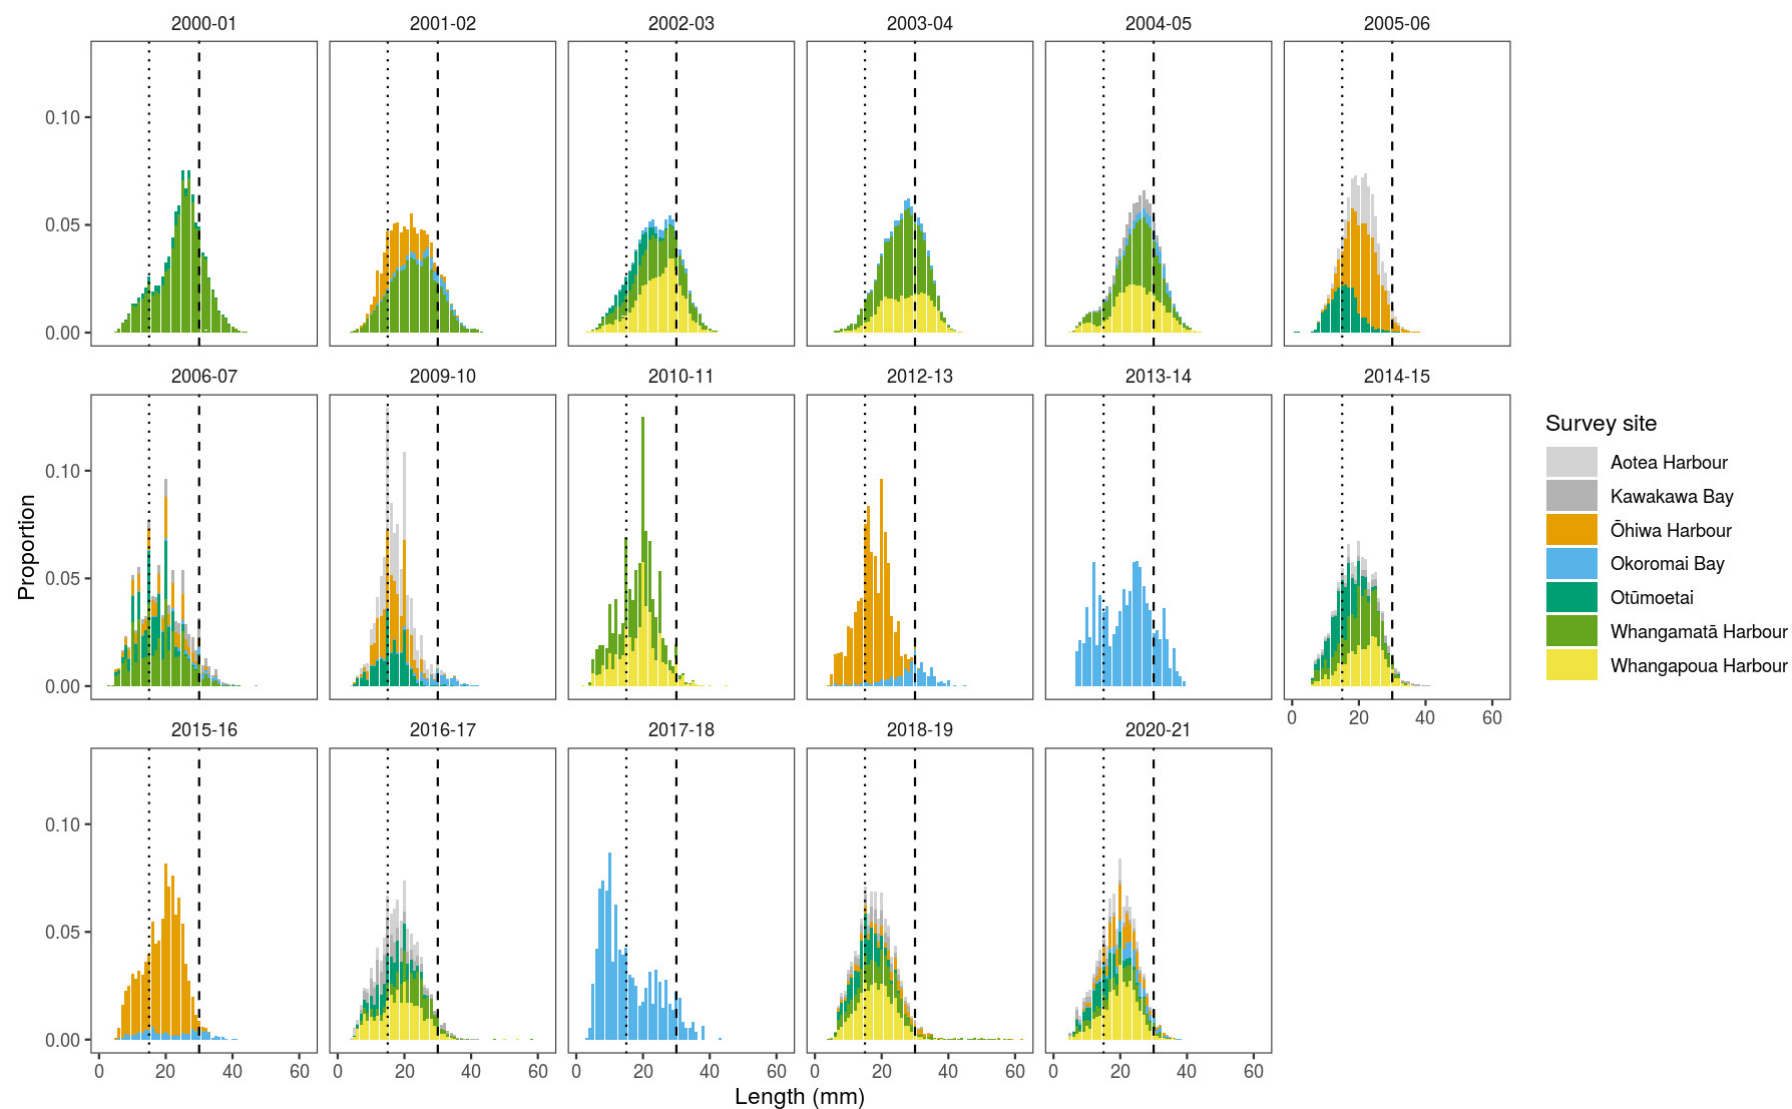 2000-01 2001-02 2002-03 2003-04 2004-05 2005-06
0.10
0.05
0.00
2006-07 2009-10 2010-11 2012-13 2013-14 2014-15
0.10
0.05
0.00
0 20 40 60
2015-16 2016-17 2017-18 2018-19 2020-21
0.10
0.05
0.00
0 20 40 60 0 20 40 60 0 20 40 60 0 20 40 60 0 20 40 60
Length (mm)
Proportion
Survey site
Aotea Harbour
Kawakawa Bay
Ōhiwa Harbour
Okoromai Bay
Otūmoetai
Whangamatā Harbour
Whangapoua Harbour